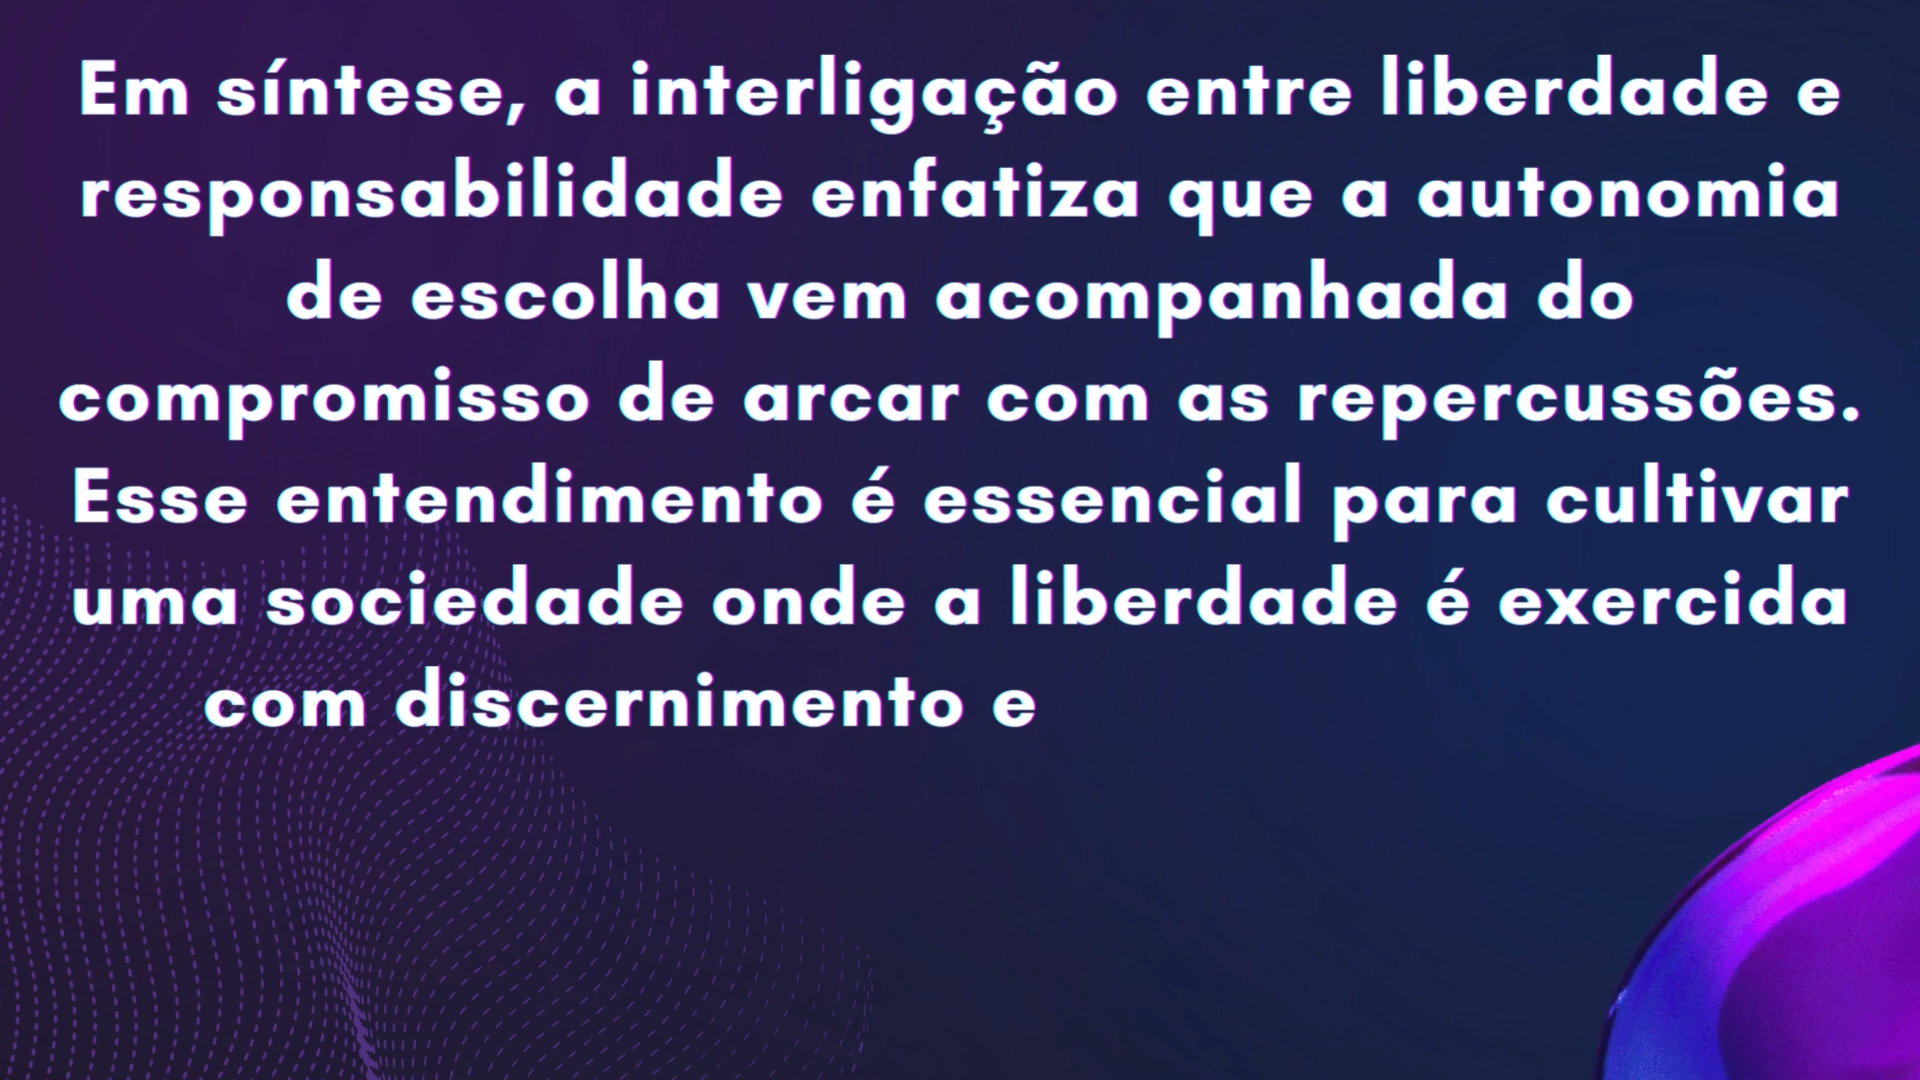 Em síntese, a interligação entre liberdade e
responsabilidade enfatiza que a autonomia
de escolha vem acompanhada do
compromisso de arcar com as repercussões.
Esse entendimento é essencial para cultivar
uma sociedade onde a liberdade é exercida
com discernimento e